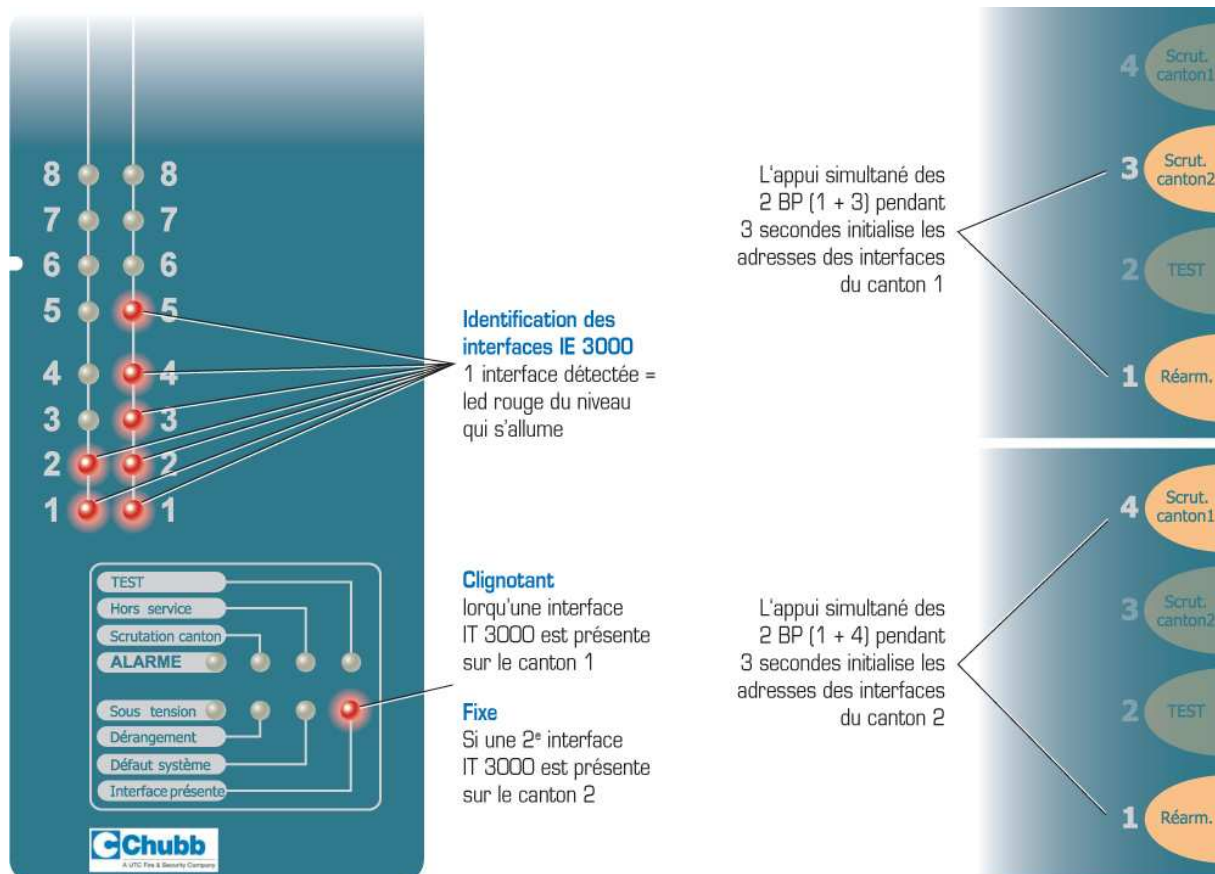 8 8
7 7
6 6
5 5
4 4
3 3
2 2
1 1
TEST
Hors service
Scrutation canton
ALARME
Sous tension
Dérangement
Défaut système
Interface présente
Chubb
A UTC Fire & Security Company
Identification des
interfaces IE 3000
1 interface détectée =
led rouge du niveau
qui s'allume
Clignotant
lorqu'une interface
IT 3000 est présente
sur le canton 1
Fixe
Si une 2e interface
IT 3000 est présente
sur le canton 2
L'appui simultané des
2 BP (1 + 3) pendant
3 secondes initialise les
adresses des interfaces
du canton 1
4 Scrut.
canton1
3 Scrut.
canton2
2 TEST
1 Réarm.
L'appui simultané des
2 BP (1 + 4) pendant
3 secondes initialise les
adresses des interfaces
du canton 2
4 Scrut.
canton1
3 Scrut.
canton2
2 TEST
1 Réarm.